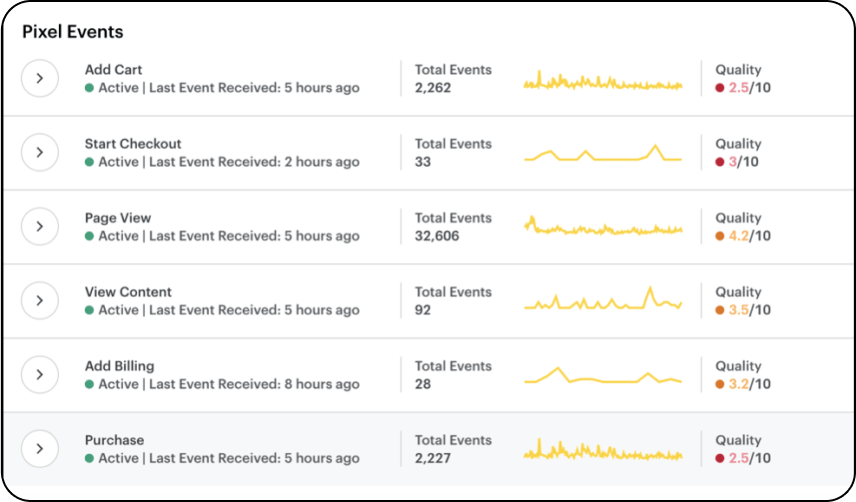 Pixel Events
Add Cart
Active | Last Event Received: 5 hours ago
Total Events
2,262
Quality
2.5/10
Start Checkout
Active | Last Event Received: 2 hours ago
Total Events
33
Quality
3/10
Page View
Active | Last Event Received: 5 hours ago
Total Events
32,606
Quality
4.2/10
View Content
Active | Last Event Received: 5 hours ago
Total Events
92
Quality
3.5/10
Add Billing
Active | Last Event Received: 8 hours ago
Total Events
28
Quality
3.2/10
Purchase
Active | Last Event Received: 5 hours ago
Total Events
2,227
Quality
2.5/10